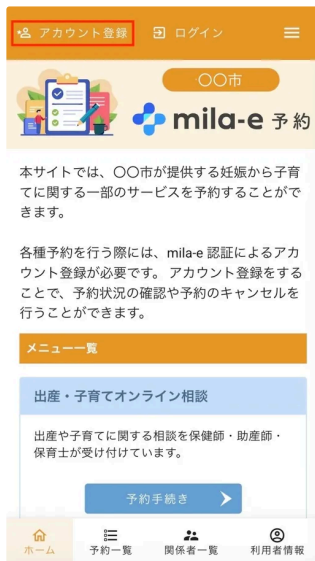 アカウント登録 ログイン
〇〇市
mila-e 予約
本サイトでは、〇〇市が提供する妊娠から子育
てに関する一部のサービスを予約することがで
きます。
各種予約を行う際には、mila-e 認証によるアカ
ウント登録が必要です。 アカウント登録をする
ことで、予約状況の確認や予約のキャンセルを
行うことができます。
メニュー一覧
出産・子育てオンライン相談
出産や子育てに関する相談を保健師・助産師・
保育士が受け付けています。
予約手続き
ホーム 予約一覧 関係者一覧 利用者情報